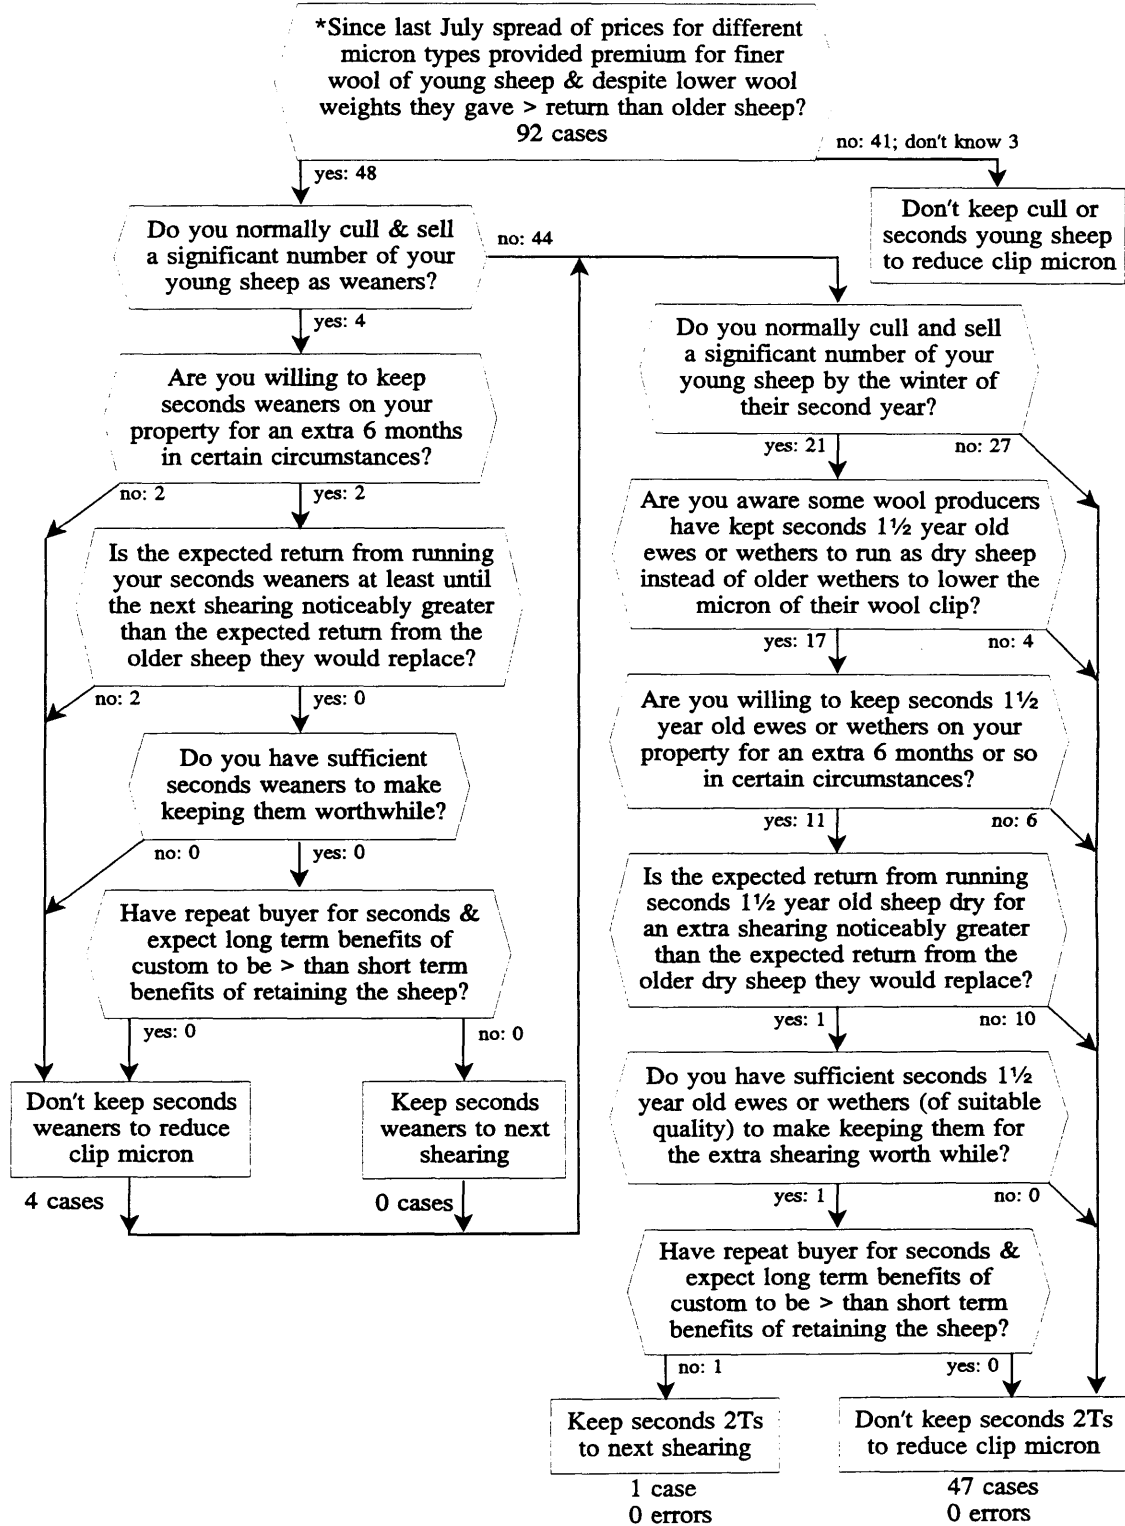 *Since last July spread of prices for different
micron types provided premium for finer
wool of young sheep & despite lower wool
weights they gave > return than older sheep?
92 cases
no: 41; don't know 3
yes: 48
Don't keep cull or
seconds young sheep
to reduce clip micron
Do you normally cull & sell
a significant number of your
young sheep as weaners?
no: 44
yes: 4
Are you willing to keep
seconds weaners on your
property for an extra 6 months
in certain circumstances?
no: 2
yes: 2
Is the expected return from running
your seconds weaners at least until
the next shearing noticeably greater
than the expected return from the
older sheep they would replace?
no: 2
yes: 0
Do you have sufficient
seconds weaners to make
keeping them worthwhile?
no: 0
yes: 0
Have repeat buyer for seconds &
expect long term benefits of
custom to be > than short term
benefits of retaining the sheep?
yes: 0
no: 0
Don't keep seconds
weaners to reduce
clip micron
4 cases
Keep seconds
weaners to next
shearing
0 cases
Do you normally cull and sell
a significant number of your
young sheep by the winter of
their second year?
yes: 21
no: 27
Are you aware some wool producers
have kept seconds 1½ year old
ewes or wethers to run as dry sheep
instead of older wethers to lower the
micron of their wool clip?
yes: 17
no: 4
Are you willing to keep seconds 1½
year old ewes or wethers on your
property for an extra 6 months or so
in certain circumstances?
yes: 11
no: 6
Is the expected return from running
seconds 1½ year old sheep dry for
an extra shearing noticeably greater
than the expected return from the
older dry sheep they would replace?
yes: 1
no: 10
Do you have sufficient seconds 1½
year old ewes or wethers (of suitable
quality) to make keeping them for
the extra shearing worth while?
yes: 1
no: 0
Have repeat buyer for seconds &
expect long term benefits of
custom to be > than short term
benefits of retaining the sheep?
no: 1
yes: 0
Keep seconds 2Ts
to next shearing
1 case
0 errors
Don't keep seconds 2Ts
to reduce clip micron
47 cases
0 errors